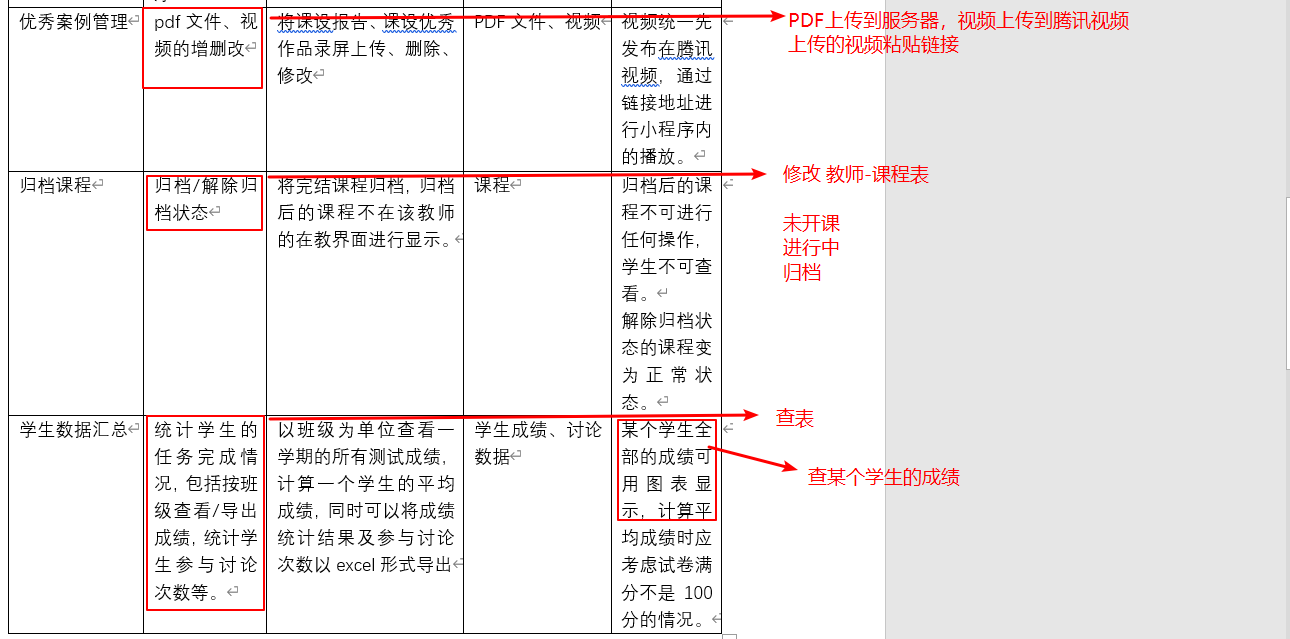 优秀案例管理
pdf 文件、视
频的增删改
将课设报告、课设优秀
作品录屏上传、删除、
修改
PDF 文件、视频
视频统一先
发布在腾讯
视频，通过
链接地址进
行小程序内
的播放。
PDF上传到服务器，视频上传到腾讯视频
上传的视频粘贴链接
归档课程
归档/解除归
档状态
将完结课程归档，归档
后的课程不在该教师
的在教界面进行显示。
课程
归档后的课
程不可进行
任何操作，
学生不可查
看。
解除归档状
态的课程变
为正常状
态。
修改 教师-课程表
未开课
进行中
归档
学生数据汇总
统计学生的
任务完成情
况，包括按班
级查看/导出
成绩，统计学
生参与讨论
次数等。
以班级为单位查看一
学期的所有测试成绩，
计算一个学生的平均
成绩，同时可以将成绩
统计结果及参与讨论
次数以 excel 形式导出
学生成绩、讨论
数据
某个学生全
部的成绩可
用图表显
示，计算平
均成绩时应
考虑试卷满
分不是 100
分的情况。
查表
查某个学生的成绩